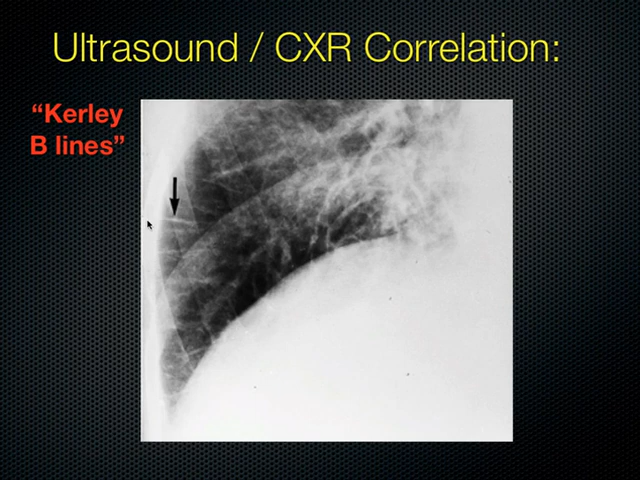 Ultrasound / CXR Correlation:
“Kerley
B lines”